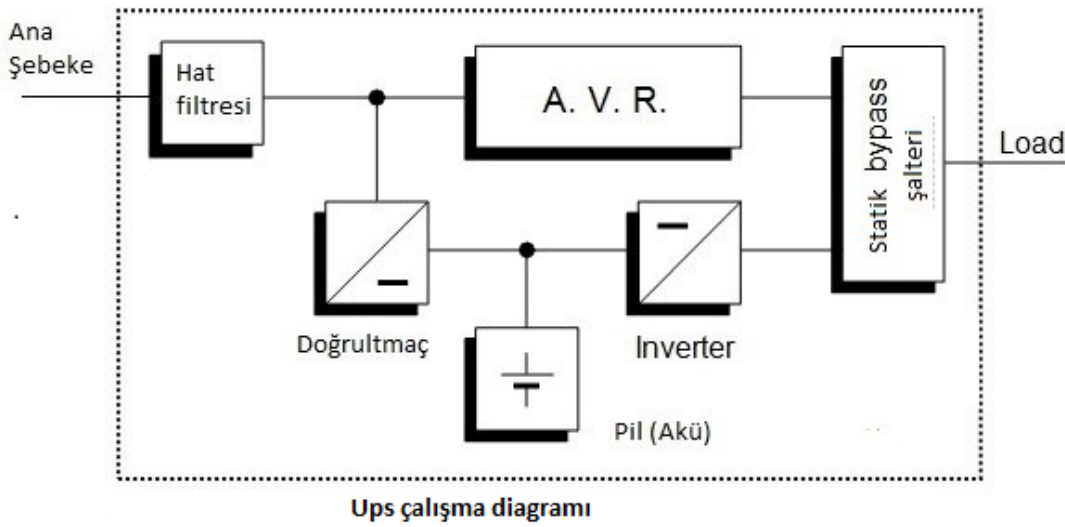 Ana
Şebeke
Hat
filtresi
A. V. R.
Statik bypass
şalteri
Load
Doğrultmaç
Inverter
Pil (Akü)
Ups çalışma diagramı